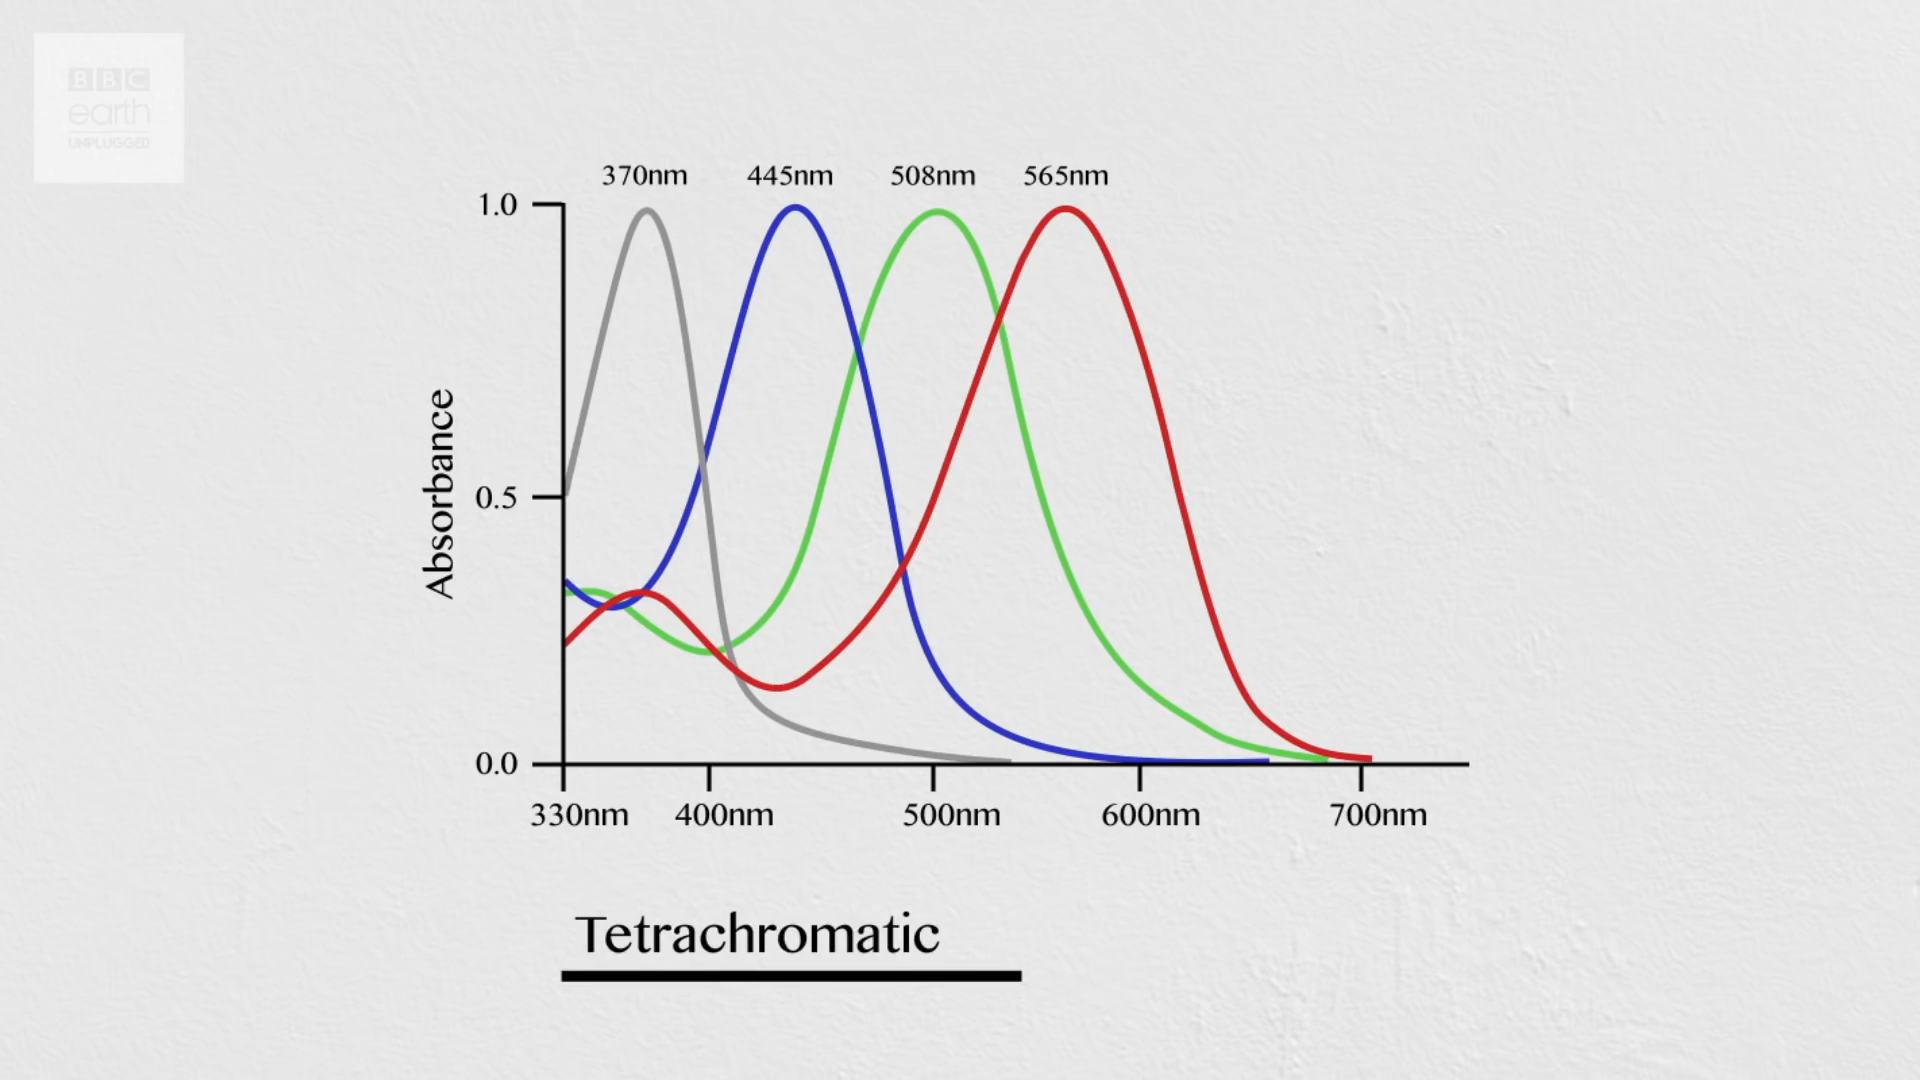 BBC
earth
UNPLUGGED
370nm 445nm 508nm 565nm
1.0
0.5
0.0
Absorbance
330nm 400nm 500nm 600nm 700nm
Tetrachromatic